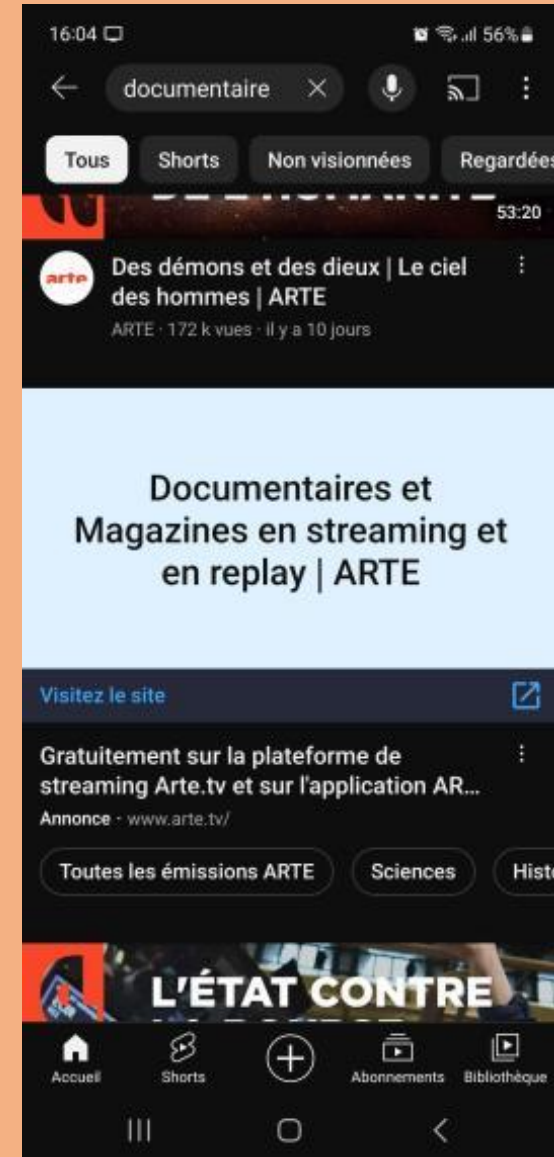 16:04
56%
documentaire
Tous Shorts Non visionnées Regardées
53:20
arte
Des démons et des dieux | Le ciel
des hommes | ARTE
ARTE · 172 k vues · il y a 10 jours
Documentaires et
Magazines en streaming et
en replay | ARTE
Visitez le site
Gratuitement sur la plateforme de
streaming Arte.tv et sur l'application AR...
Annonce · www.arte.tv/
Toutes les émissions ARTE Sciences Histo
L'ÉTAT CONTRE
Accueil Shorts Abonnements Bibliothèque